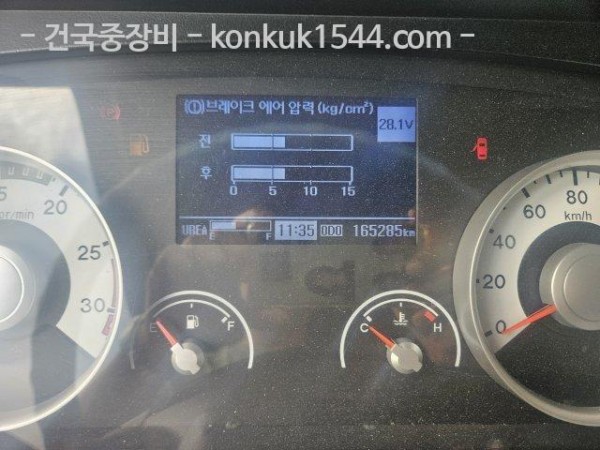 - 건국중장비 - konkuk1544.com -
(!)브레이크 에어 압력(kg/cm²)
28.1V
전
후
0 5 10 15
UREA E F 11:35 ODO 165285km
r/min
20
25
30
E F
C H
0
20
40
60
80
km/h